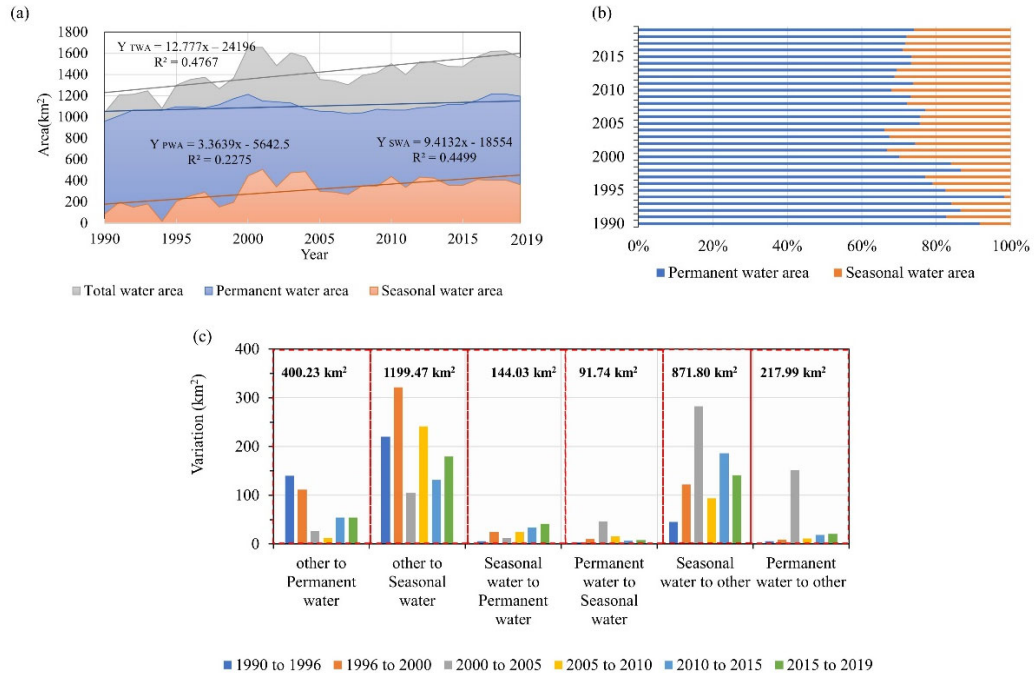 (a)
Area(km²)
1800
1600
1400
1200
1000
800
600
400
200
0
Y TWA = 12.777x – 24196
R² = 0.4767
Y PWA = 3.3639x - 5642.5
R² = 0.2275
Y SWA = 9.4132x - 18554
R² = 0.4499
1990 1995 2000 2005 2010 2015 2019
Year
Total water area Permanent water area Seasonal water area
(b)
2015
2010
2005
2000
1995
1990
0% 20% 40% 60% 80% 100%
Permanent water area Seasonal water area
(c)
Variation (km²)
400
300
200
100
0
400.23 km² 1199.47 km² 144.03 km² 91.74 km² 871.80 km² 217.99 km²
other to Permanent water
other to Seasonal water
Seasonal water to Permanent water
Permanent water to Seasonal water
Seasonal water to other
Permanent water to other
1990 to 1996 1996 to 2000 2000 to 2005 2005 to 2010 2010 to 2015 2015 to 2019